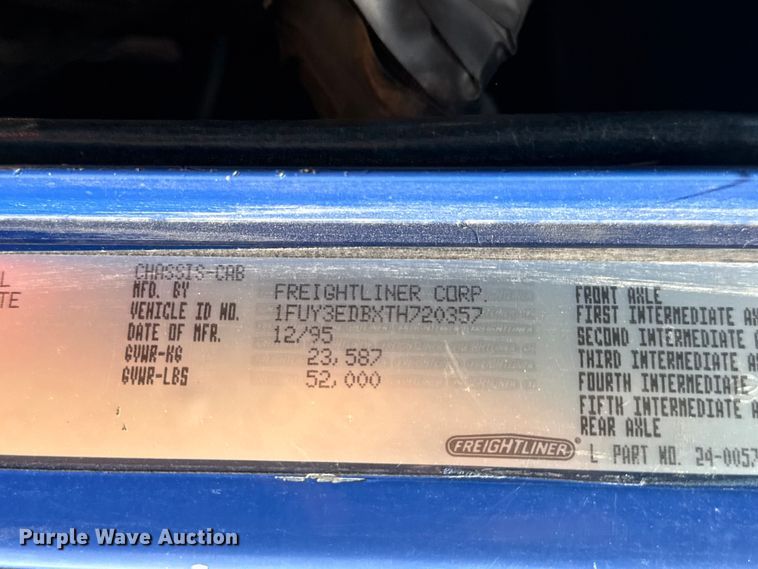 L
TE
CHASSIS-CAB
MFD. BY FREIGHTLINER CORP.
VEHICLE ID NO. 1FUY3EDBXTH720357
DATE OF MFR. 12/95
GVWR-KG 23,587
GVWR-LBS 52,000
FRONT AXLE
FIRST INTERMEDIATE AX
SECOND INTERMEDIATE
THIRD INTERMEDIATE A
FOURTH INTERMEDIATE
FIFTH INTERMEDIATE A
REAR AXLE
FREIGHTLINER
L PART NO. 24-0057
Purple Wave Auction